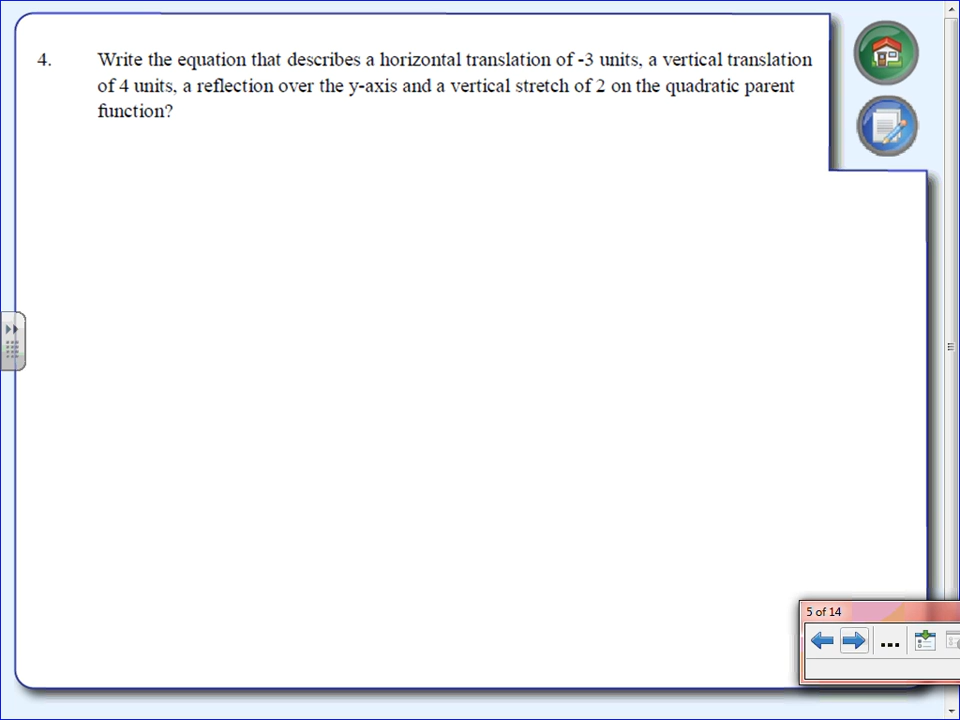 4. Write the equation that describes a horizontal translation of -3 units, a vertical translation
of 4 units, a reflection over the y-axis and a vertical stretch of 2 on the quadratic parent
function?
5 of 14
...